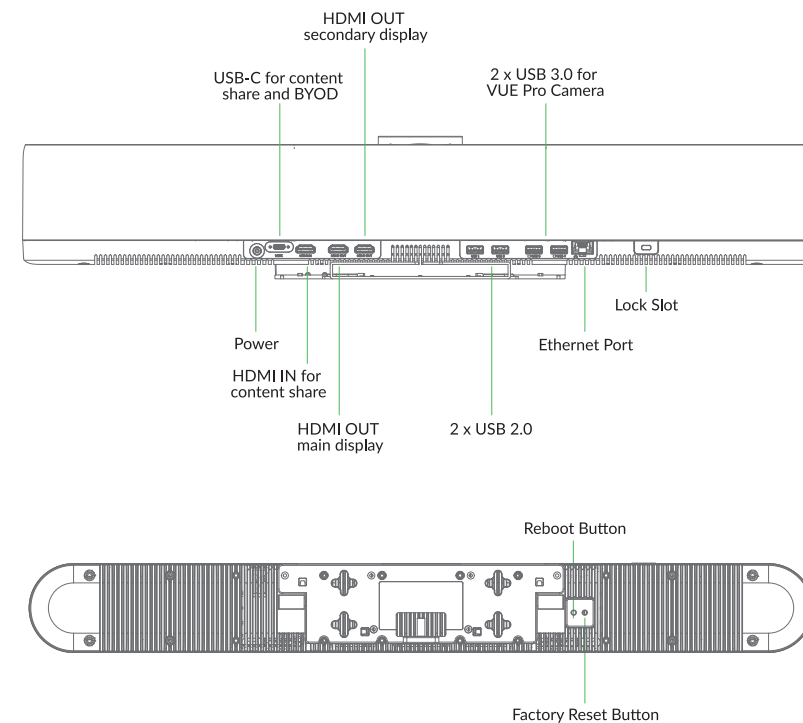 HDMI OUT
secondary display
USB-C for content
share and BYOD
2 x USB 3.0 for
VUE Pro Camera
Power
HDMI IN for
content share
HDMI OUT
main display
2 x USB 2.0
Ethernet Port
Lock Slot
Reboot Button
Factory Reset Button